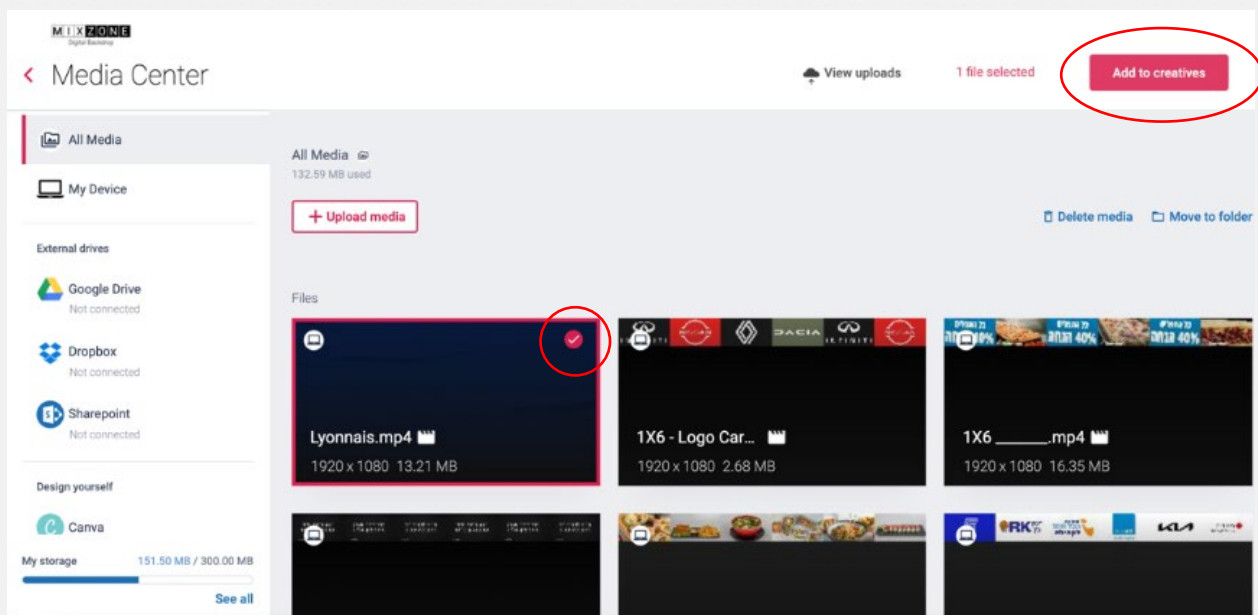 MIXZONE
Digital Backdrop
Media Center
View uploads
1 file selected
Add to creatives
All Media
My Device
External drives
Google Drive
Not connected
Dropbox
Not connected
Sharepoint
Not connected
Design yourself
Canva
My storage 151.50 MB / 300.00 MB
See all
All Media
132.59 MB used
+ Upload media
Delete media
Move to folder
Files
Lyonnais.mp4
1920 x 1080 13.21 MB
DACIA
INFINITI
1X6 - Logo Car...
1920 x 1080 2.68 MB
40% הנחה
1X6 ______.mp4
1920 x 1080 16.35 MB
KIA